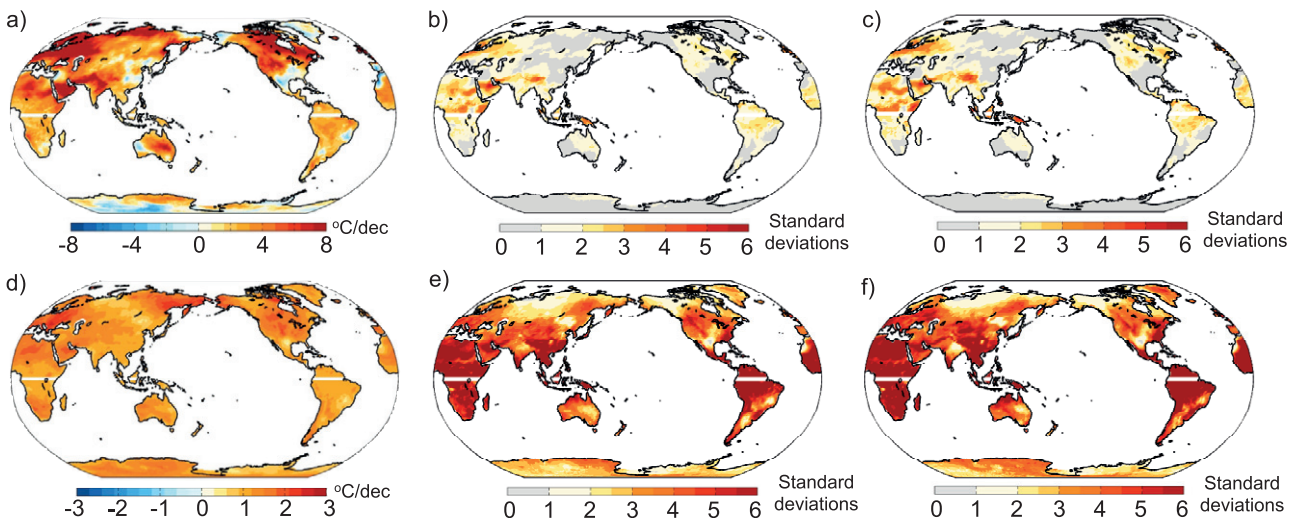 a)
b)
c)
-8 -4 0 4 8 °C/dec
0 1 2 3 4 5 6 Standard deviations
0 1 2 3 4 5 6 Standard deviations
d)
e)
f)
-3 -2 -1 0 1 2 3 °C/dec
0 1 2 3 4 5 6 Standard deviations
0 1 2 3 4 5 6 Standard deviations